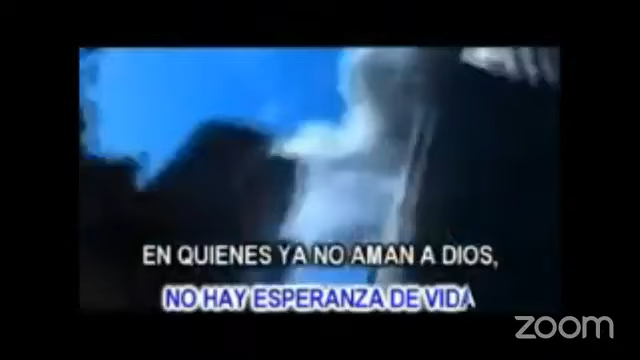 EN QUIENES YA NO AMAN A DIOS,
NO HAY ESPERANZA DE VIDA
zoom